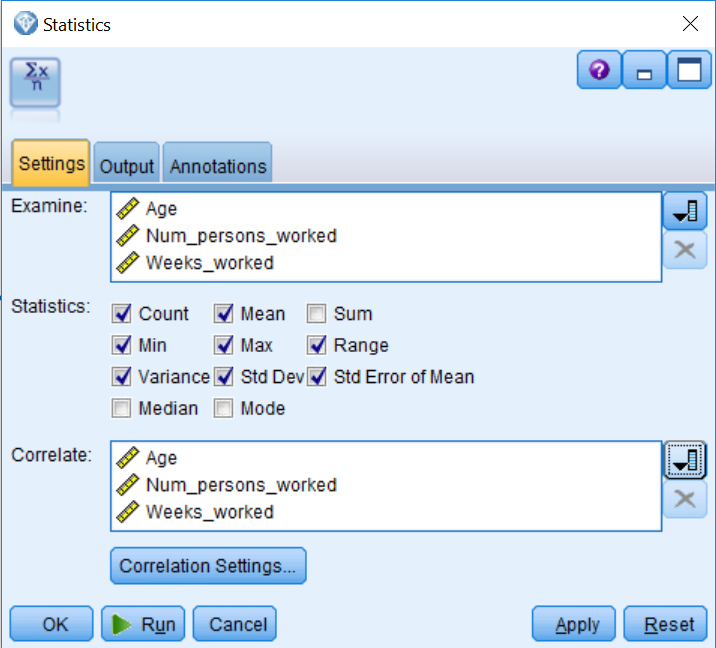 Statistics
Σx
n
?
Settings Output Annotations
Examine: Age
Num_persons_worked
Weeks_worked
Statistics: Count Mean Sum
Min Max Range
Variance Std Dev Std Error of Mean
Median Mode
Correlate: Age
Num_persons_worked
Weeks_worked
Correlation Settings...
OK Run Cancel Apply Reset